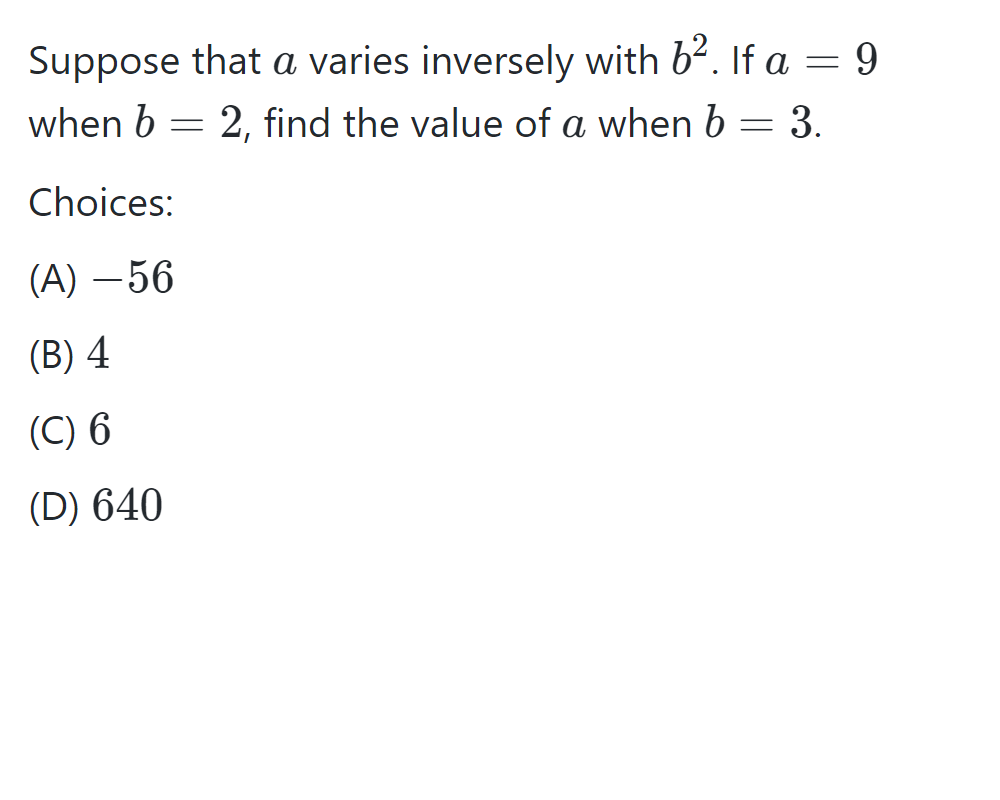 Suppose that a varies inversely with b². If a = 9
when b = 2, find the value of a when b = 3.
Choices:
(A) −56
(B) 4
(C) 6
(D) 640